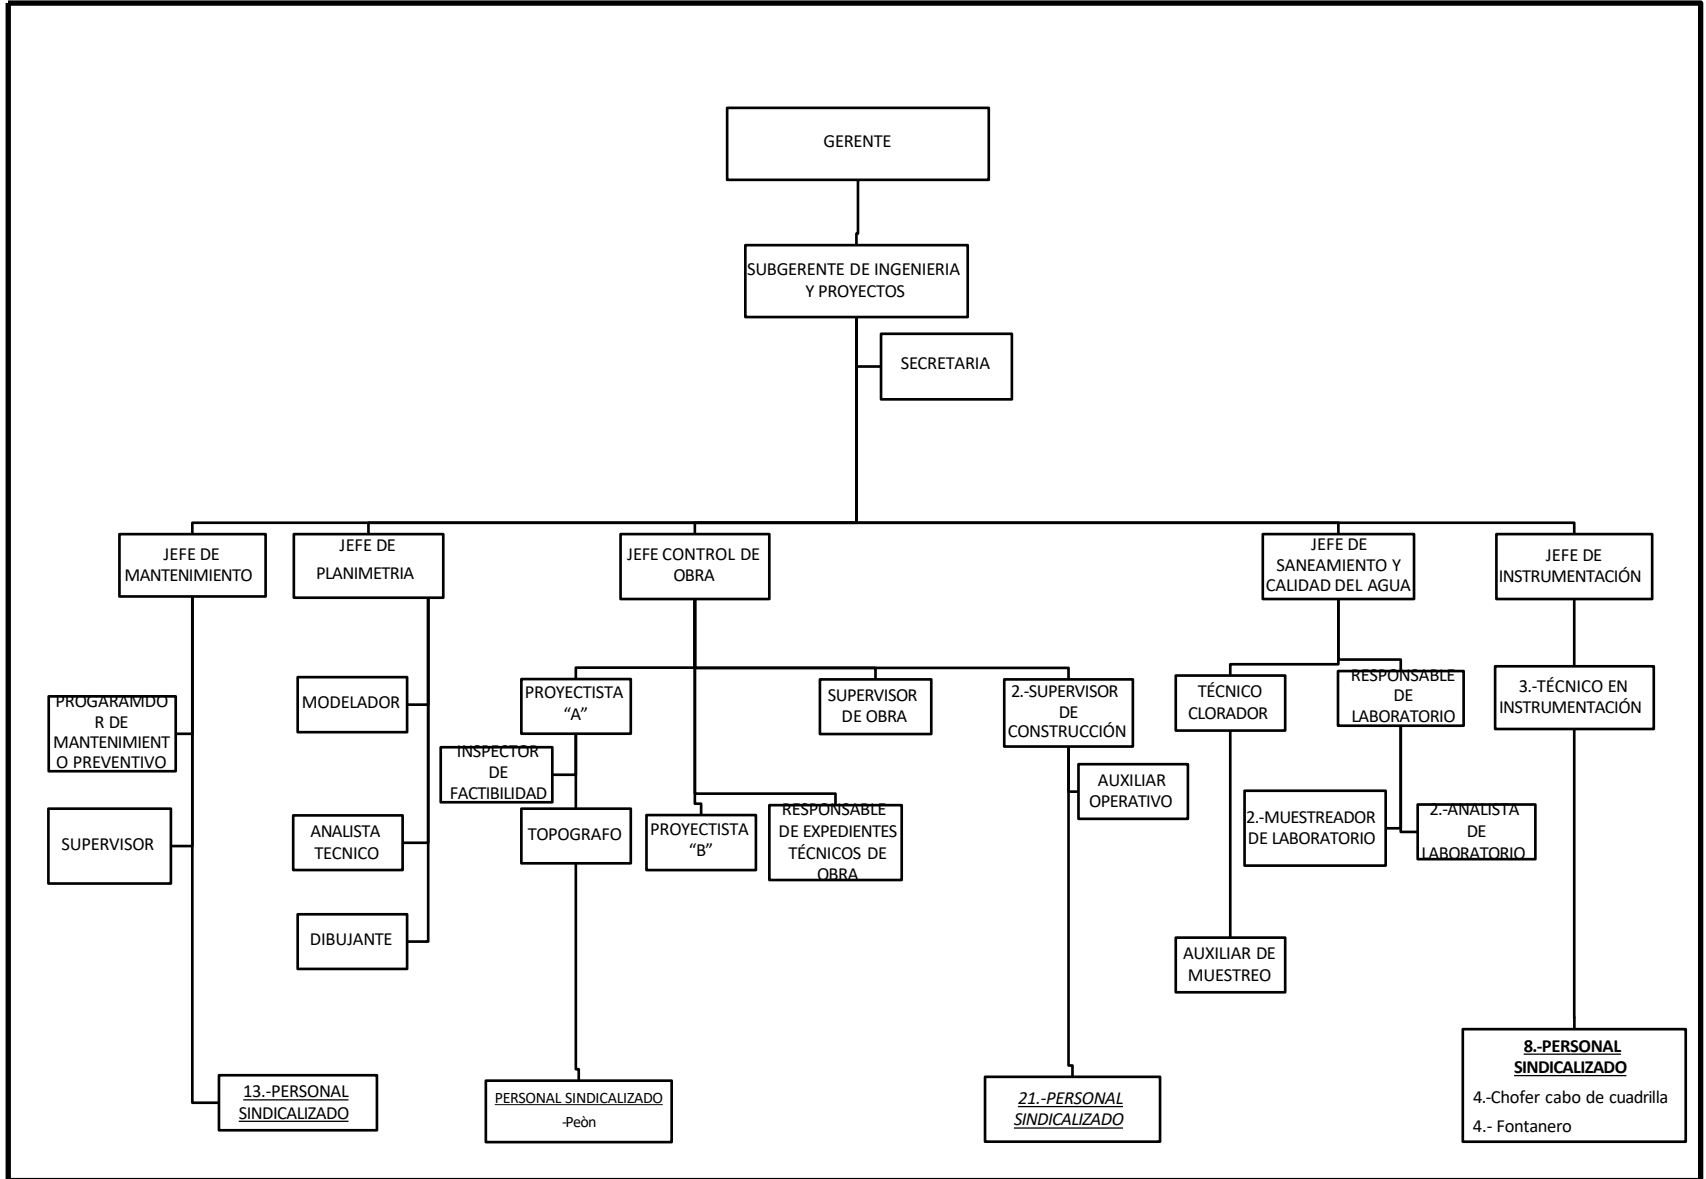 GERENTE
SUBGERENTE DE INGENIERIA
Y PROYECTOS
SECRETARIA
JEFE DE
MANTENIMIENTO
JEFE DE
PLANIMETRIA
JEFE CONTROL DE
OBRA
JEFE DE
SANEAMIENTO Y
CALIDAD DEL AGUA
JEFE DE
INSTRUMENTACIÓN
PROGARAMDO
R DE
MANTENIMIENT
O PREVENTIVO
MODELADOR
PROYECTISTA
“A”
SUPERVISOR
DE OBRA
2.-SUPERVISOR
DE
CONSTRUCCIÓN
TÉCNICO
CLORADOR
RESPONSABLE
DE
LABORATORIO
3.-TÉCNICO EN
INSTRUMENTACIÓN
INSPECTOR
DE
FACTIBILIDAD
AUXILIAR
OPERATIVO
SUPERVISOR
ANALISTA
TECNICO
TOPOGRAFO
PROYECTISTA
“B”
RESPONSABLE
DE EXPEDIENTES
TÉCNICOS DE
OBRA
2.-MUESTREADOR
DE LABORATORIO
2.-ANALISTA
DE
LABORATORIO
DIBUJANTE
AUXILIAR DE
MUESTREO
13.-PERSONAL
SINDICALIZADO
PERSONAL SINDICALIZADO
-Peòn
21.-PERSONAL
SINDICALIZADO
8.-PERSONAL
SINDICALIZADO
4.-Chofer cabo de cuadrilla
4.- Fontanero